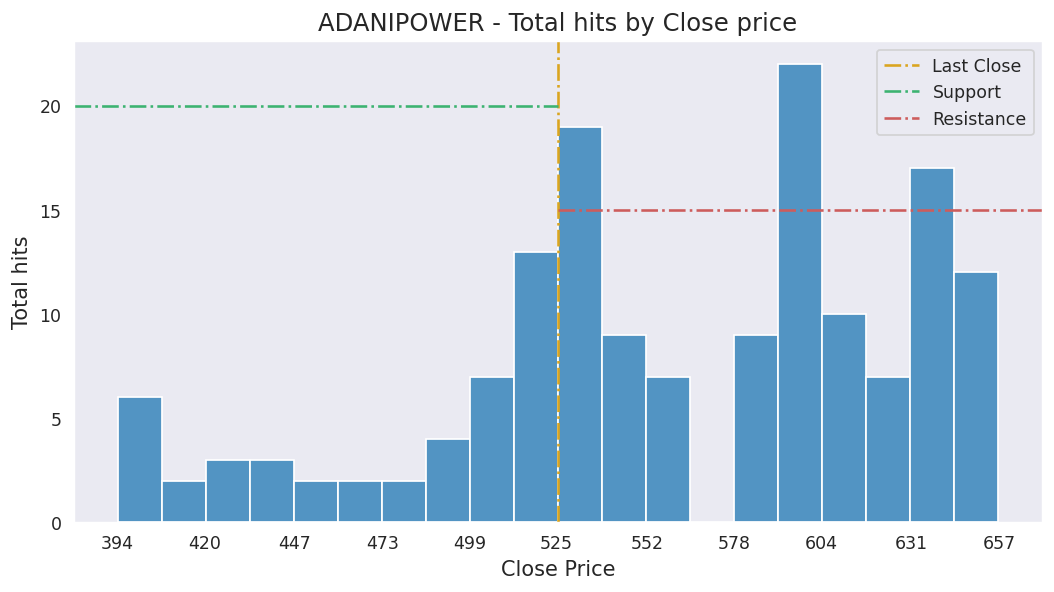 ADANIPOWER - Total hits by Close price
Last Close
Support
Resistance
Total hits
20
15
10
5
0
394 420 447 473 499 525 552 578 604 631 657
Close Price